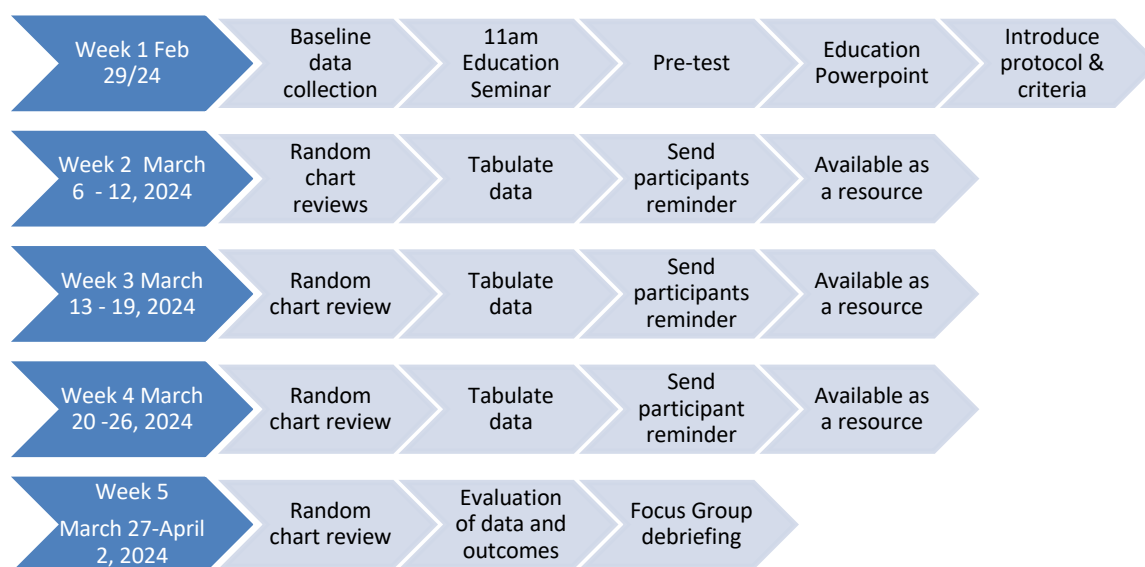 Week 1 Feb
29/24
Baseline
data
collection
11am
Education
Seminar
Pre-test
Education
Powerpoint
Introduce
protocol &
criteria
Week 2  March
6  - 12, 2024
Random
chart
reviews
Tabulate
data
Send
participants
reminder
Available as
a resource
Week 3 March
13 - 19, 2024
Random
chart review
Tabulate
data
Send
participants
reminder
Available as
a resource
Week 4 March
20 -26, 2024
Random
chart review
Tabulate
data
Send
participant
reminder
Available as
a resource
Week 5
March 27-April
2, 2024
Random
chart review
Evaluation
of data and
outcomes
Focus Group
debriefing